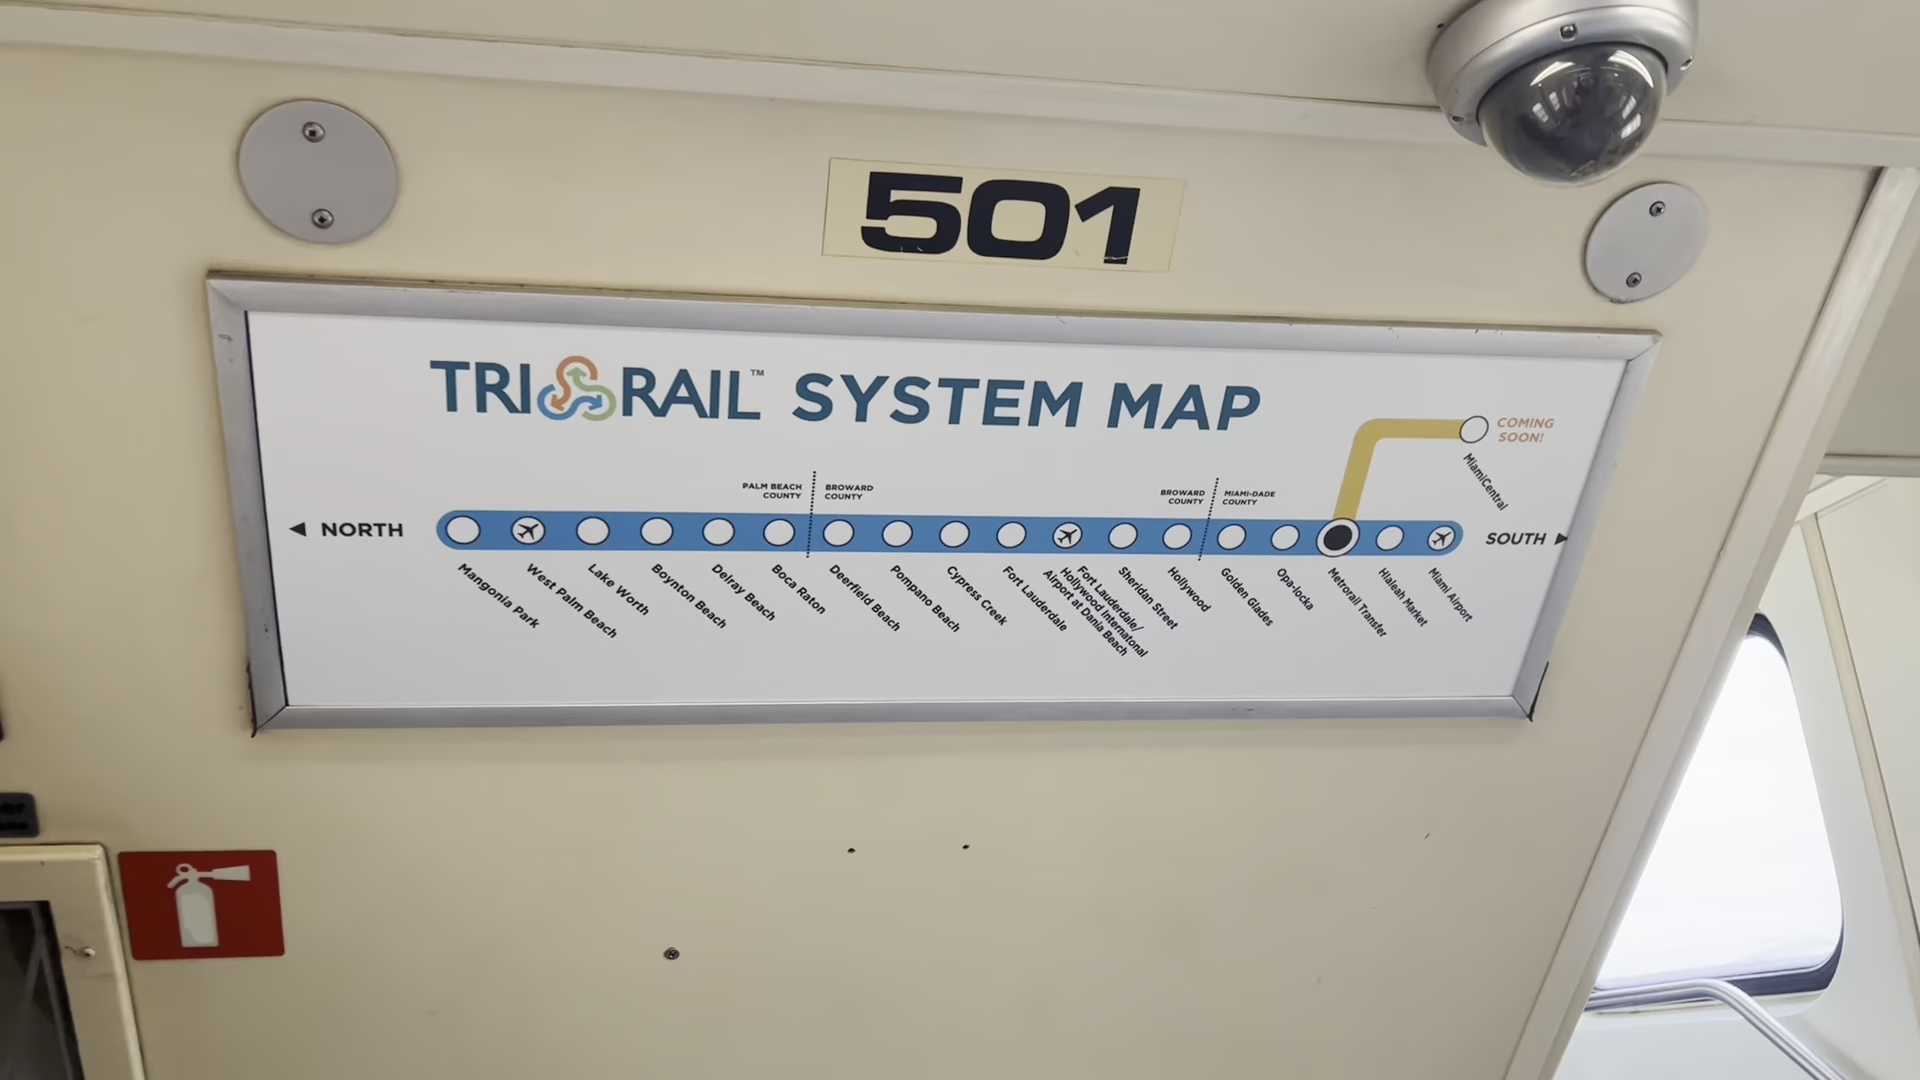 501
TRI RAIL™ SYSTEM MAP
COMING
SOON!
MiamiCentral
PALM BEACH
COUNTY
BROWARD
COUNTY
BROWARD
COUNTY
MIAMI-DADE
COUNTY
NORTH
SOUTH
Mangonia Park
West Palm Beach
Lake Worth
Boynton Beach
Delray Beach
Boca Raton
Deerfield Beach
Pompano Beach
Cypress Creek
Fort Lauderdale
Fort Lauderdale/
Hollywood Internatonal
Airport at Dania Beach
Sheridan Street
Hollywood
Golden Glades
Opa-locka
Metrorail Transfer
Hialeah Market
Miami Airport